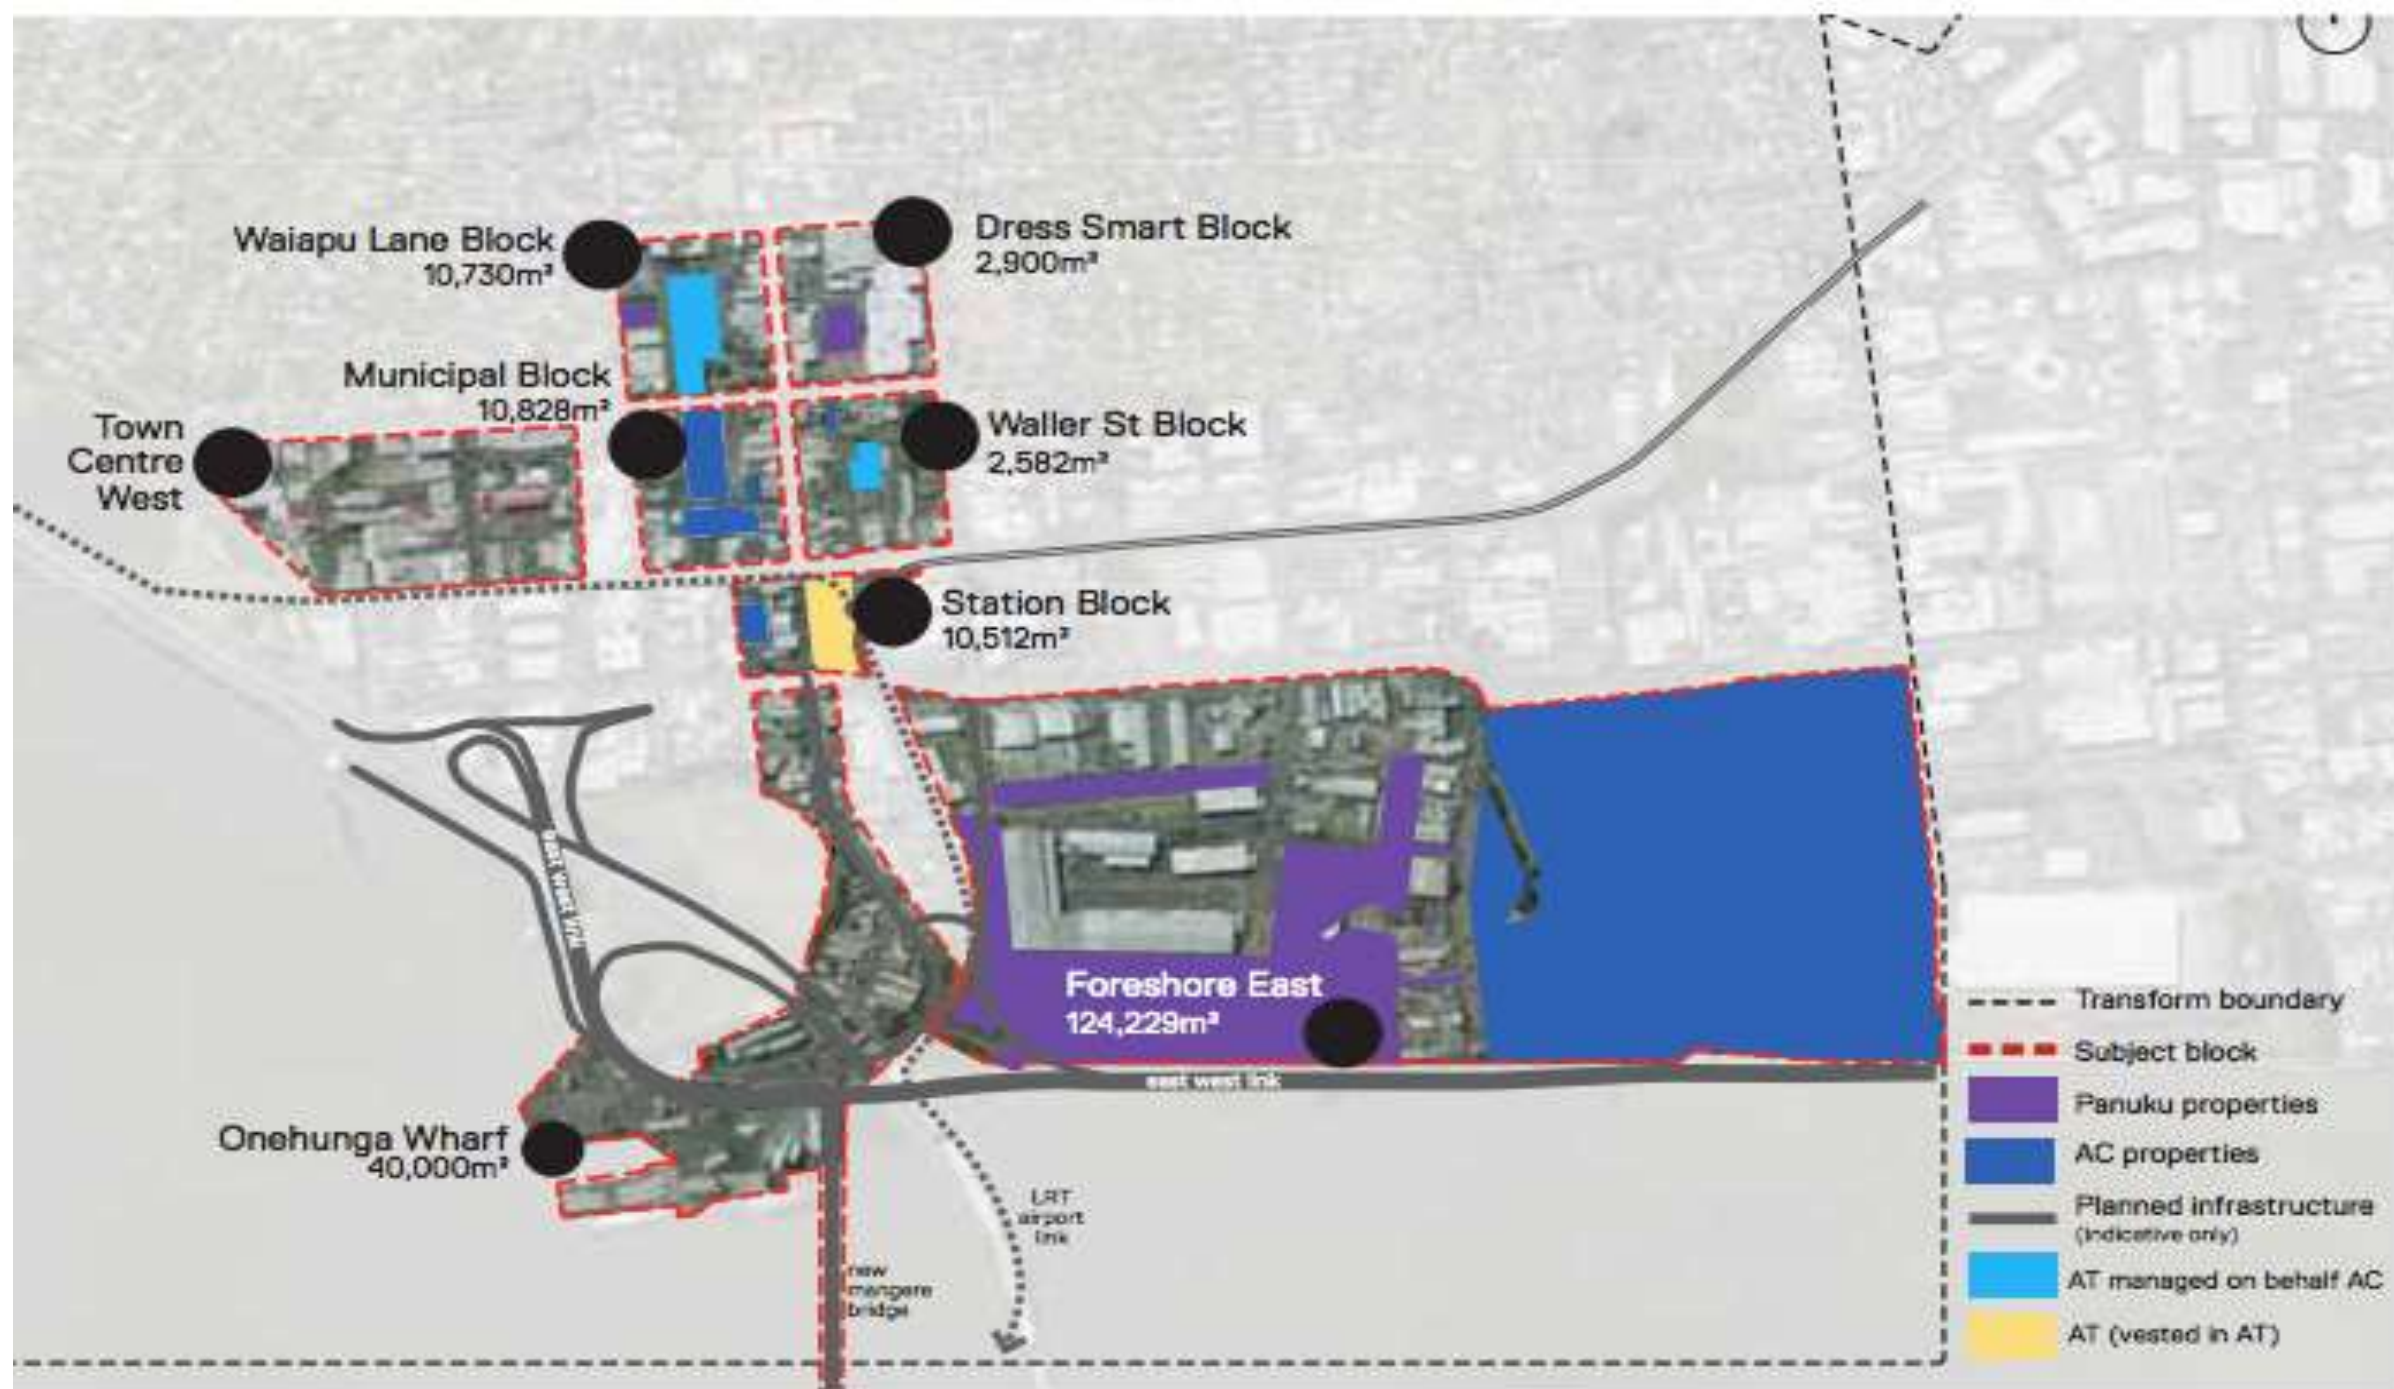 Waiapu Lane Block
10,730m²
Dress Smart Block
2,900m²
Municipal Block
10,828m²
Town
Centre
West
Waller St Block
2,582m²
Station Block
10,512m²
east west link
Foreshore East
124,229m²
east west link
Onehunga Wharf
40,000m²
LRT
airport
link
new
mangere
bridge
Transform boundary
Subject block
Panuku properties
AC properties
Planned infrastructure
(indicative only)
AT managed on behalf AC
AT (vested in AT)